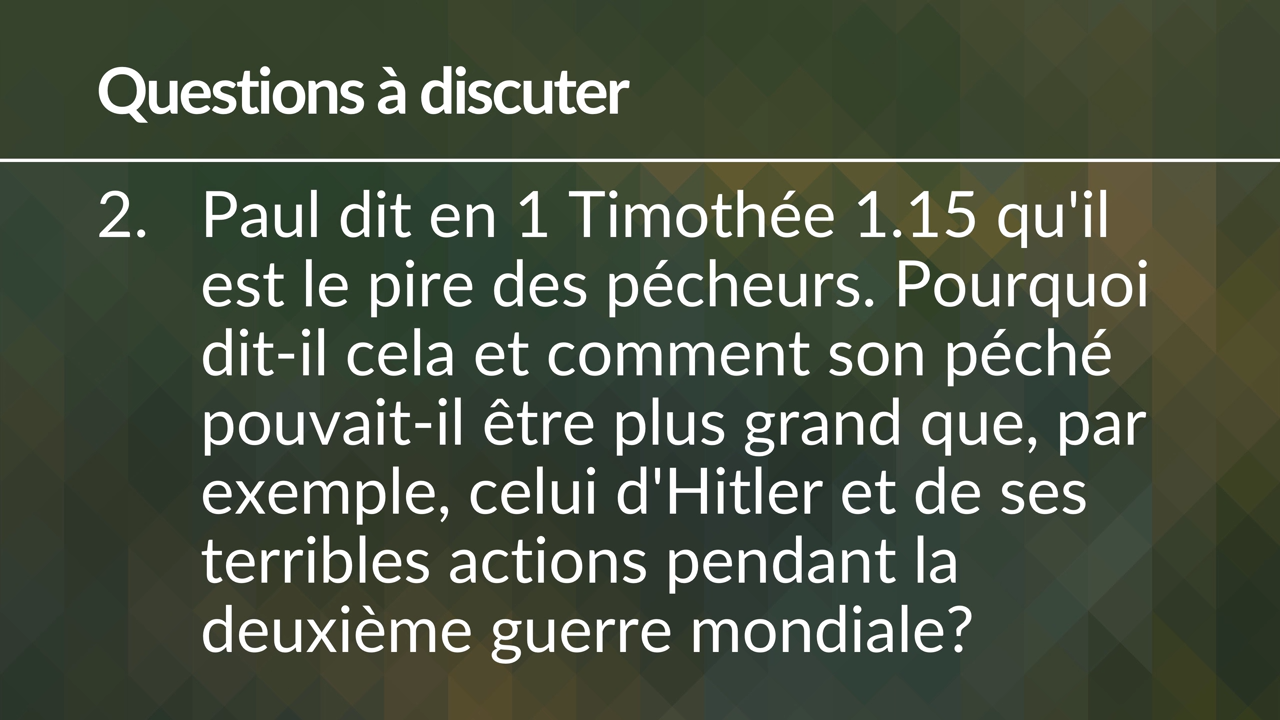 Questions à discuter
2. Paul dit en 1 Timothée 1.15 qu'il
est le pire des pécheurs. Pourquoi
dit-il cela et comment son péché
pouvait-il être plus grand que, par
exemple, celui d'Hitler et de ses
terribles actions pendant la
deuxième guerre mondiale?